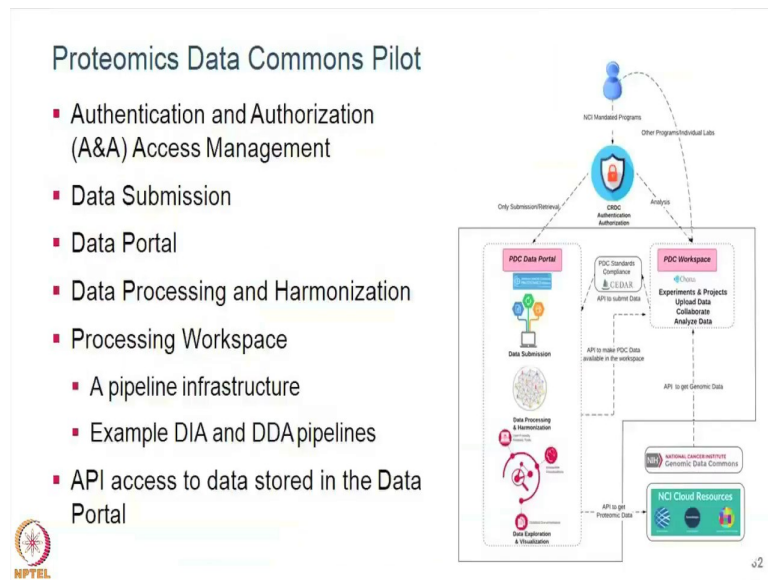 Proteomics Data Commons Pilot
Authentication and Authorization
(A&A) Access Management
Data Submission
Data Portal
Data Processing and Harmonization
Processing Workspace
A pipeline infrastructure
Example DIA and DDA pipelines
API access to data stored in the Data
Portal
NCI Mandated Programs
Other Programs/Individual Labs
CRDC
Authentication
Authorization
Only Submission/Retrieval
Analysis
PDC Data Portal
Data Submission
Data Processing
& Harmonization
Data Exploration
& Visualization
PDC Standards
Compliance
CEDAR
API to submit Data
PDC Workspace
Chorus
Experiments & Projects
Upload Data
Collaborate
Analyze Data
API to make PDC Data
available in the workspace
API to get Genomic Data
NIH NATIONAL CANCER INSTITUTE
Genomic Data Commons
API to get
Proteomic Data
NCI Cloud Resources
NPTEL